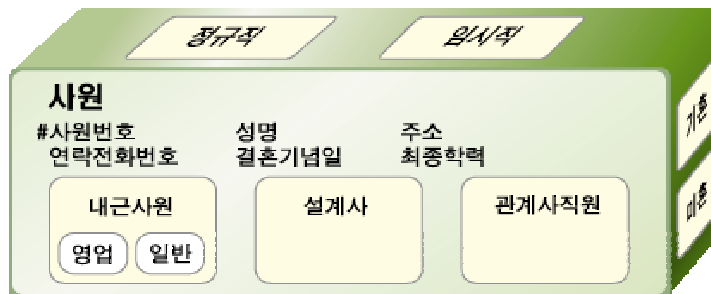 정규직 임시직
사원
#사원번호 성명 주소
연락전화번호 결혼기념일 최종학력
내근사원 설계사 관계사직원
영업 일반
기혼
미혼